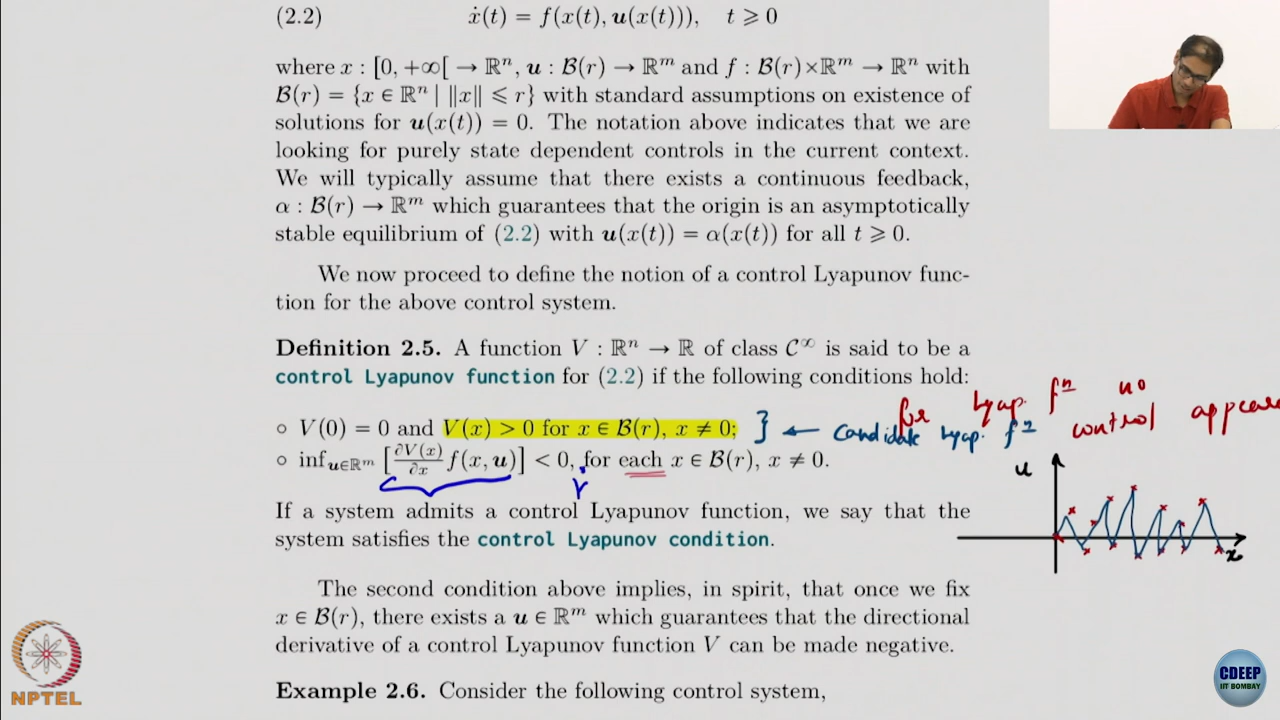 (2.2) ẋ(t) = f(x(t), u(x(t))), t ⩾ 0
where x : [0, +∞[ → ℝⁿ, u : B(r) → ℝᵐ and f : B(r)×ℝᵐ → ℝⁿ with
B(r) = {x ∈ ℝⁿ | ‖x‖ ⩽ r} with standard assumptions on existence of
solutions for u(x(t)) = 0. The notation above indicates that we are
looking for purely state dependent controls in the current context.
We will typically assume that there exists a continuous feedback,
α : B(r) → ℝᵐ which guarantees that the origin is an asymptotically
stable equilibrium of (2.2) with u(x(t)) = α(x(t)) for all t ⩾ 0.
We now proceed to define the notion of a control Lyapunov func-
tion for the above control system.
Definition 2.5. A function V : ℝⁿ → ℝ of class C^∞ is said to be a
control Lyapunov function for (2.2) if the following conditions hold:
∘ V(0) = 0 and V(x) > 0 for x ∈ B(r), x ≠ 0; } ← Candidate Lyap. fⁿ
for Lyap. fⁿ no
control appears
∘ inf_{u∈ℝᵐ} [∂V(x)/∂x f(x, u)] < 0, for each x ∈ B(r), x ≠ 0.
u
x
If a system admits a control Lyapunov function, we say that the
system satisfies the control Lyapunov condition.
The second condition above implies, in spirit, that once we fix
x ∈ B(r), there exists a u ∈ ℝᵐ which guarantees that the directional
derivative of a control Lyapunov function V can be made negative.
Example 2.6. Consider the following control system,
NPTEL
CDEEP
IIT BOMBAY